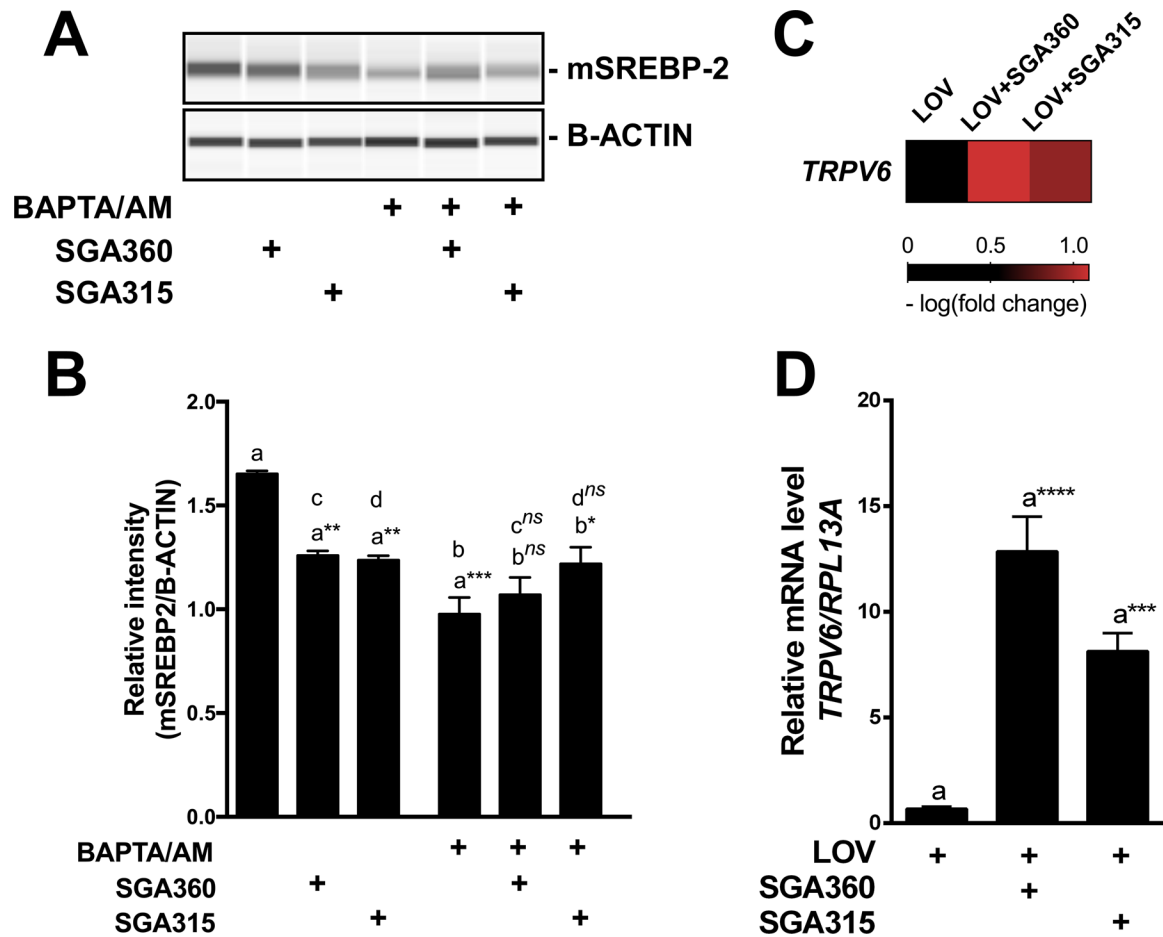 A
- mSREBP-2
- B-ACTIN
BAPTA/AM + + +
SGA360 + +
SGA315 + +
C
LOV
LOV+SGA360
LOV+SGA315
TRPV6
0 0.5 1.0
- log(fold change)
B
Relative intensity
(mSREBP2/B-ACTIN)
2.0
1.5
1.0
0.5
0.0
a
c
a**
d
a**
b
a***
c ns
b ns
d ns
b*
BAPTA/AM + + +
SGA360 + +
SGA315 + +
D
Relative mRNA level
TRPV6/RPL13A
20
15
10
5
0
a
a****
a***
LOV + + +
SGA360 +
SGA315 +